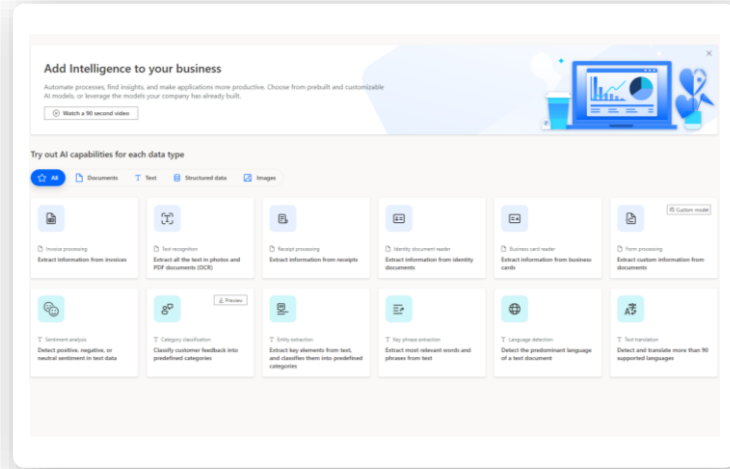 Add Intelligence to your business
Automate processes, find insights, and make applications more productive. Choose from prebuilt and customizable
AI models, or leverage the models your company has already built.
Watch a 90 second video
Try out AI capabilities for each data type
All
Documents
Text
Structured data
Images
Invoice processing
Extract information from invoices
Text recognition
Extract all the text in photos and
PDF documents (OCR)
Receipt processing
Extract information from receipts
Identity document reader
Extract information from identity
documents
Business card reader
Extract information from business
cards
Custom model
Form processing
Extract custom information from
documents
Sentiment analysis
Detect positive, negative, or
neutral sentiment in text data
Preview
Category classification
Classify customer feedback into
predefined categories
Entity extraction
Extract key elements from text,
and classifies them into predefined
categories
Key phrase extraction
Extract most relevant words and
phrases from text
Language detection
Detect the predominant language
of a text document
Text translation
Detect and translate more than 90
supported languages